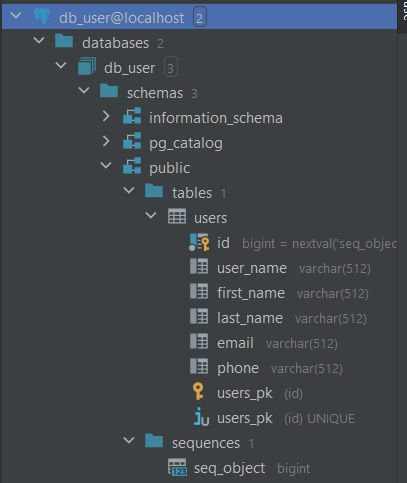 db_user@localhost 2
databases 2
db_user 3
schemas 3
information_schema
pg_catalog
public
tables 1
users
id bigint = nextval('seq_objec
user_name varchar(512)
first_name varchar(512)
last_name varchar(512)
email varchar(512)
phone varchar(512)
users_pk (id)
users_pk (id) UNIQUE
sequences 1
123 seq_object bigint